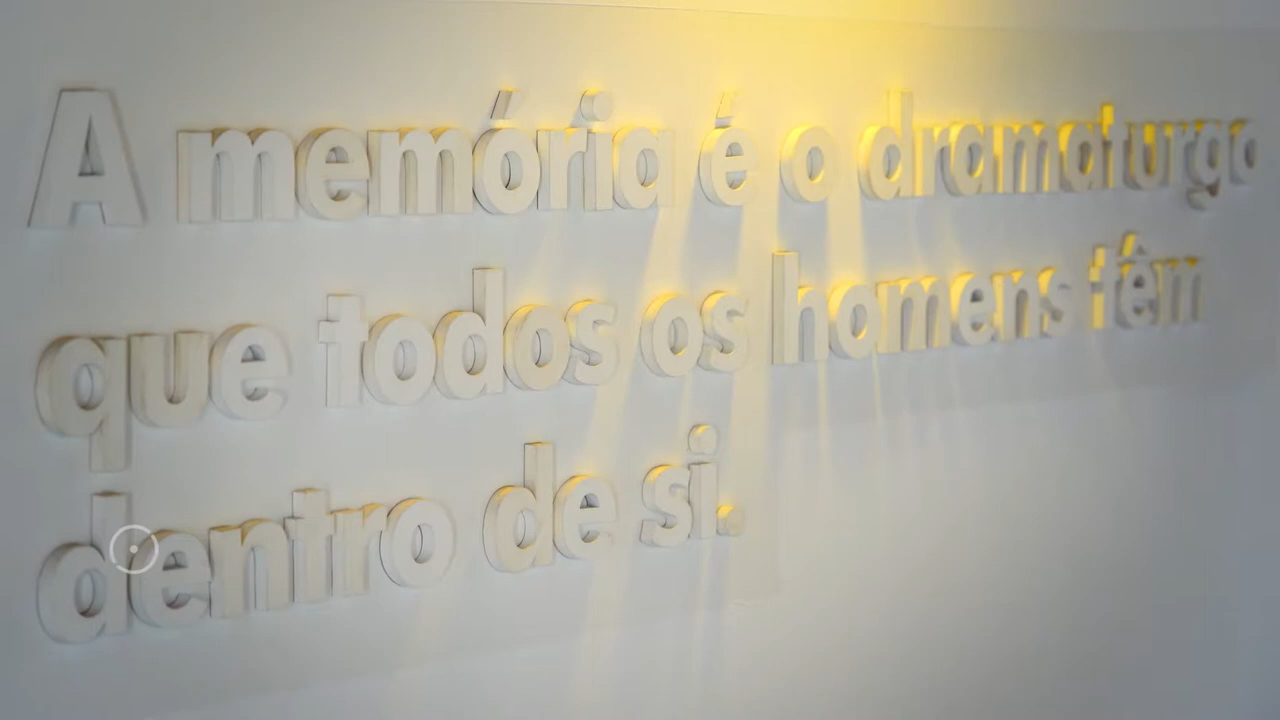 A memória é o dramaturgo
que todos os homens têm
dentro de si.